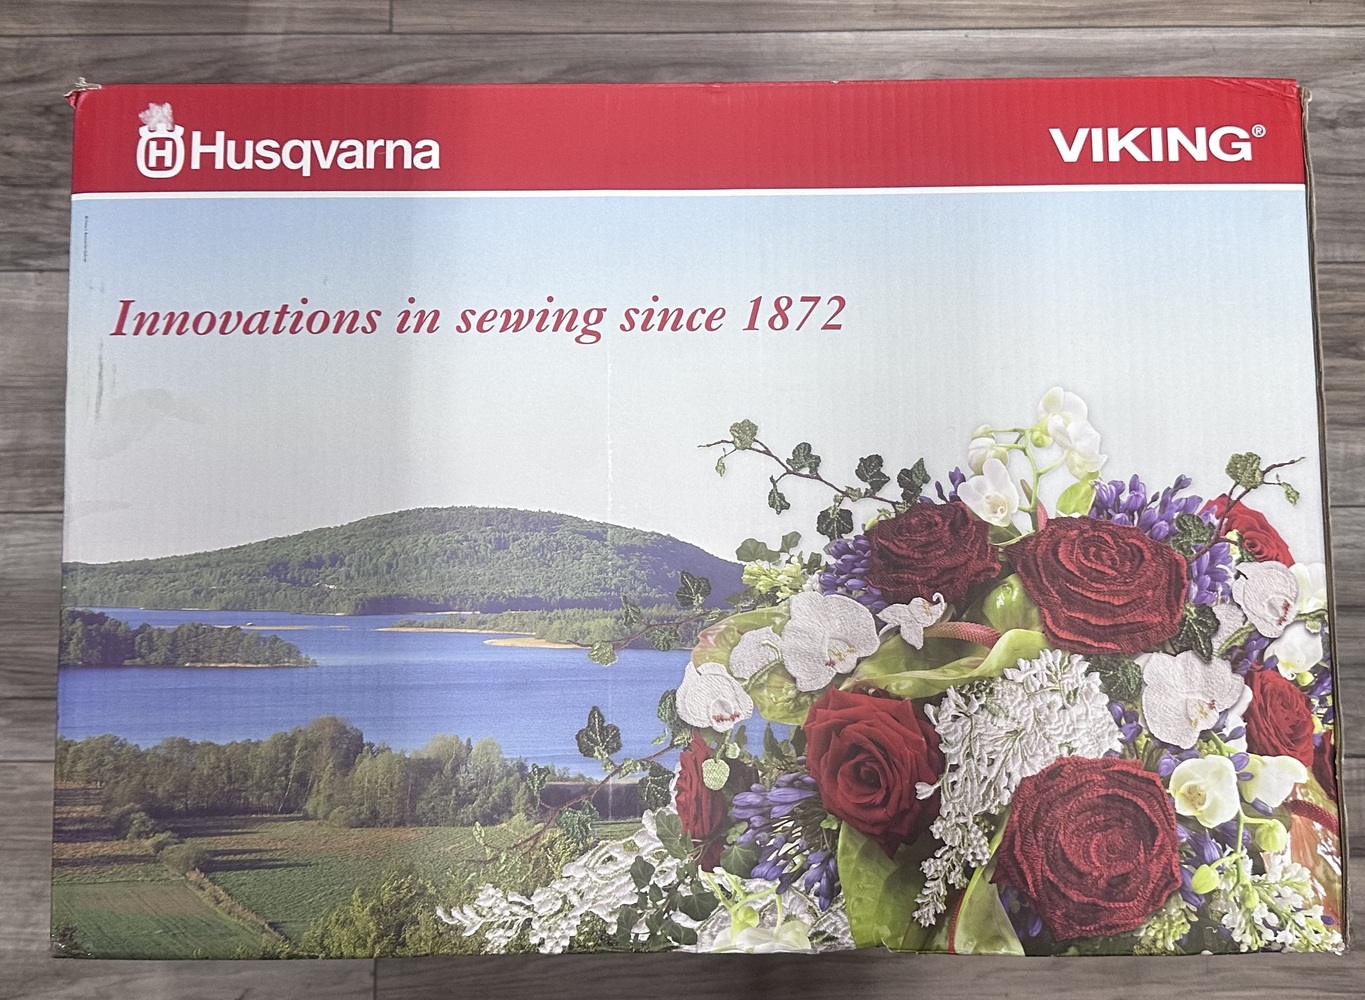 H Husqvarna
VIKING®
Innovations in sewing since 1872